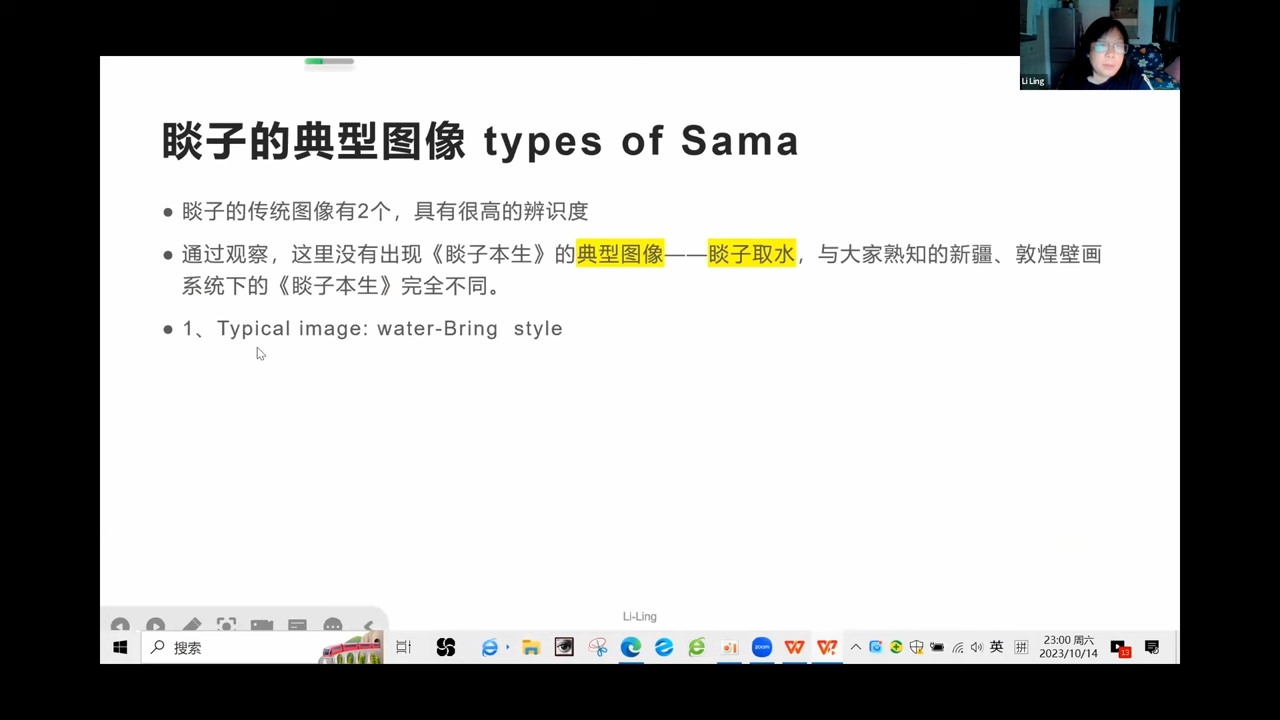 Li Ling
睒子的典型图像 types of Sama
● 睒子的传统图像有2个，具有很高的辨识度
● 通过观察，这里没有出现《睒子本生》的典型图像——睒子取水，与大家熟知的新疆、敦煌壁画
系统下的《睒子本生》完全不同。
● 1、Typical image: water-Bring style
Li-Ling
搜索
zoom
英
拼
23:00 周六
2023/10/14
13